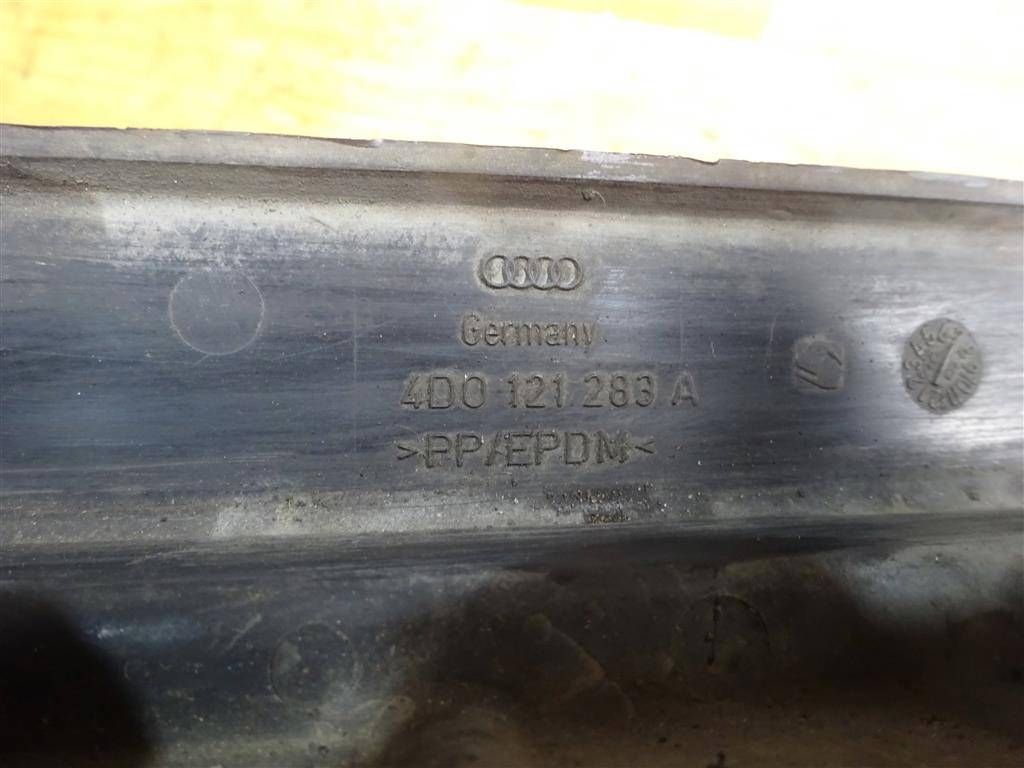 Germany
4D0 121 283 A
>PP/EPDM<